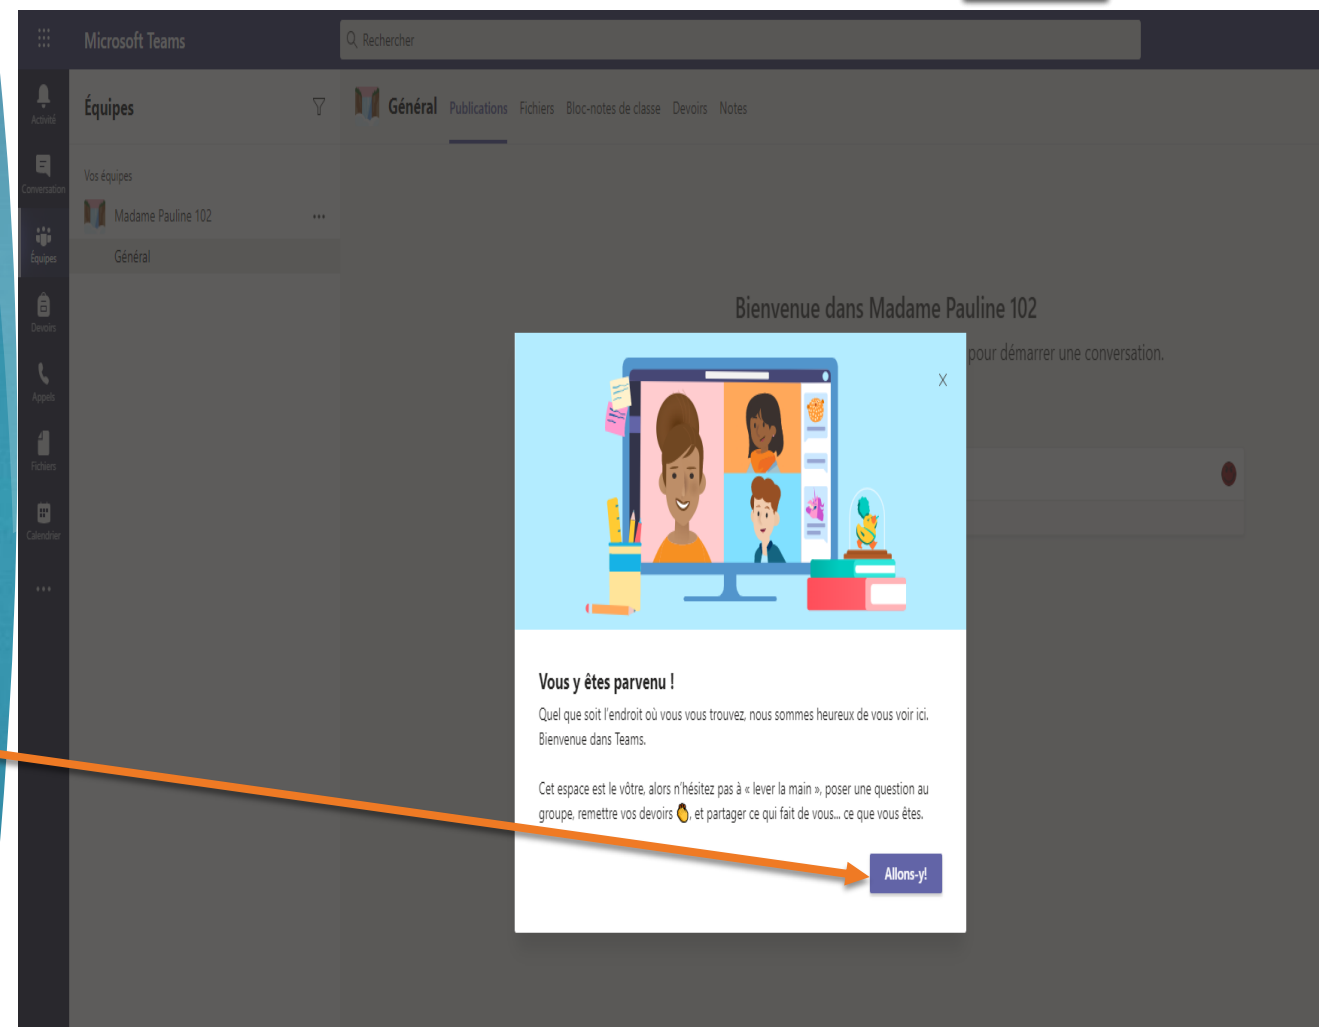 Microsoft Teams
Rechercher
Activité
Conversation
Équipes
Devoirs
Appels
Fichiers
Calendrier
Équipes
Vos équipes
Madame Pauline 102
Général
Général Publications Fichiers Bloc-notes de classe Devoirs Notes
Bienvenue dans Madame Pauline 102
pour démarrer une conversation.
X
Vous y êtes parvenu !
Quel que soit l'endroit où vous vous trouvez, nous sommes heureux de vous voir ici.
Bienvenue dans Teams.
Cet espace est le vôtre, alors n'hésitez pas à « lever la main », poser une question au
groupe, remettre vos devoirs 👏, et partager ce qui fait de vous... ce que vous êtes.
Allons-y!